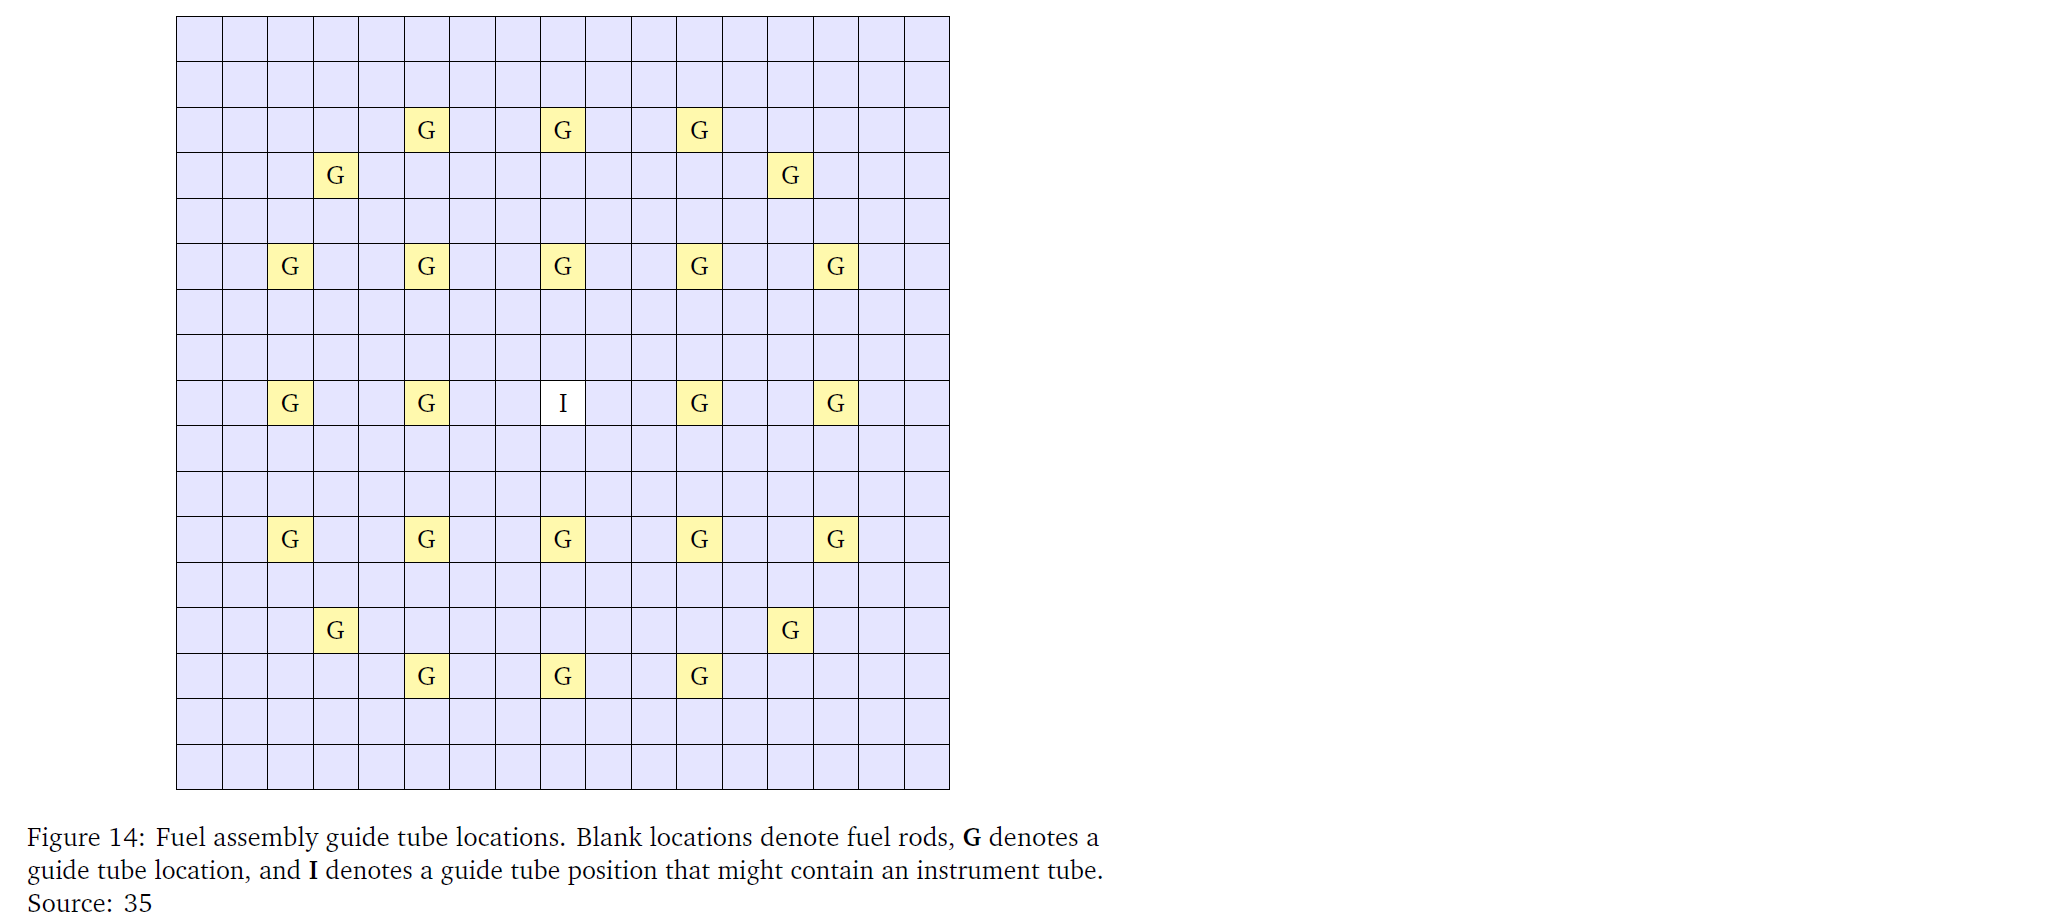 G G G
G G
G G G G G
G G I G G
G G G G G
G G
G G G
Figure 14: Fuel assembly guide tube locations. Blank locations denote fuel rods, G denotes a
guide tube location, and I denotes a guide tube position that might contain an instrument tube.
Source: 35